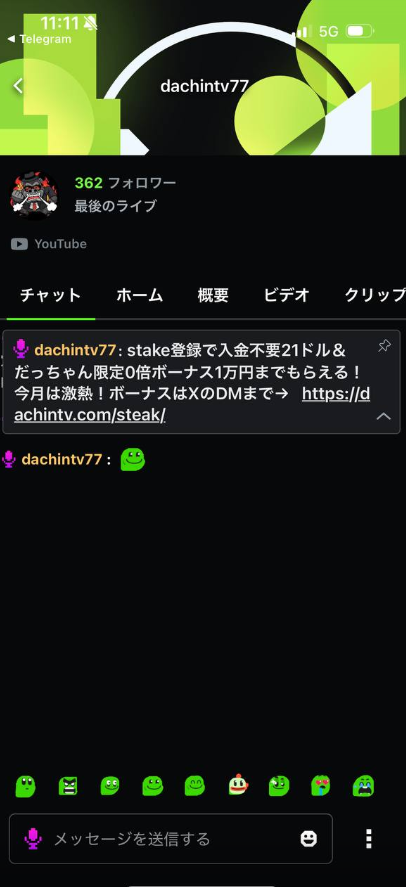 11:11
5G
◀ Telegram
dachintv77
362 フォロワー
最後のライブ
YouTube
チャット ホーム 概要 ビデオ クリップ
dachintv77: stake登録で入金不要21ドル＆
だっちゃん限定0倍ボーナス1万円までもらえる！
今月は激熱！ボーナスはXのDMまで→ https://d
achintv.com/steak/
dachintv77 :
メッセージを送信する